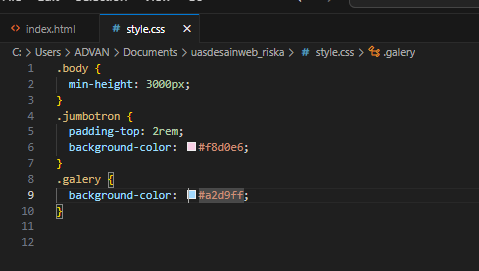 index.html # style.css X
C: > Users > ADVAN > Documents > uasdesainweb_riska > # style.css > .galery
1 .body {
2 min-height: 3000px;
3 }
4 .jumbotron {
5 padding-top: 2rem;
6 background-color: #f8d0e6;
7 }
8 .galery {
9 background-color: #a2d9ff;
10 }
11
12